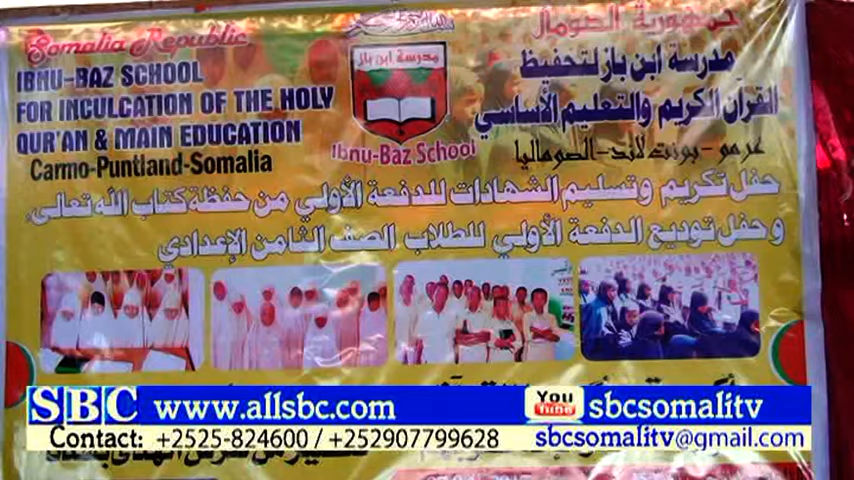 Somalia Republic
IBNU-BAZ SCHOOL
FOR INCULCATION OF THE HOLY
QUR'AN & MAIN EDUCATION
Carmo-Puntland-Somalia
مدرسة ابن باز
Ibnu-Baz School
جمهورية الصومال
مدرسة ابن باز لتحفيظ
القرآن الكريم والتعليم الأساسي
عرمو - بونت لاند - الصوماليا
حفل تكريم وتسليم الشهادات للدفعة الأولي من حفظة كتاب الله تعالى
و حفل توديع الدفعة الأولي للطلاب الصف الثامن الإعدادي
SBC www.allsbc.com
You Tube sbcsomalitv
Contact: +2525-824600 / +252907799628
sbcsomalitv@gmail.com